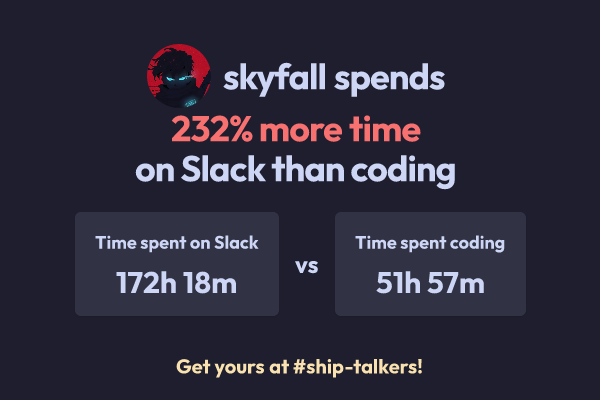 skyfall spends
232% more time
on Slack than coding
Time spent on Slack
172h 18m
vs
Time spent coding
51h 57m
Get yours at #ship-talkers!